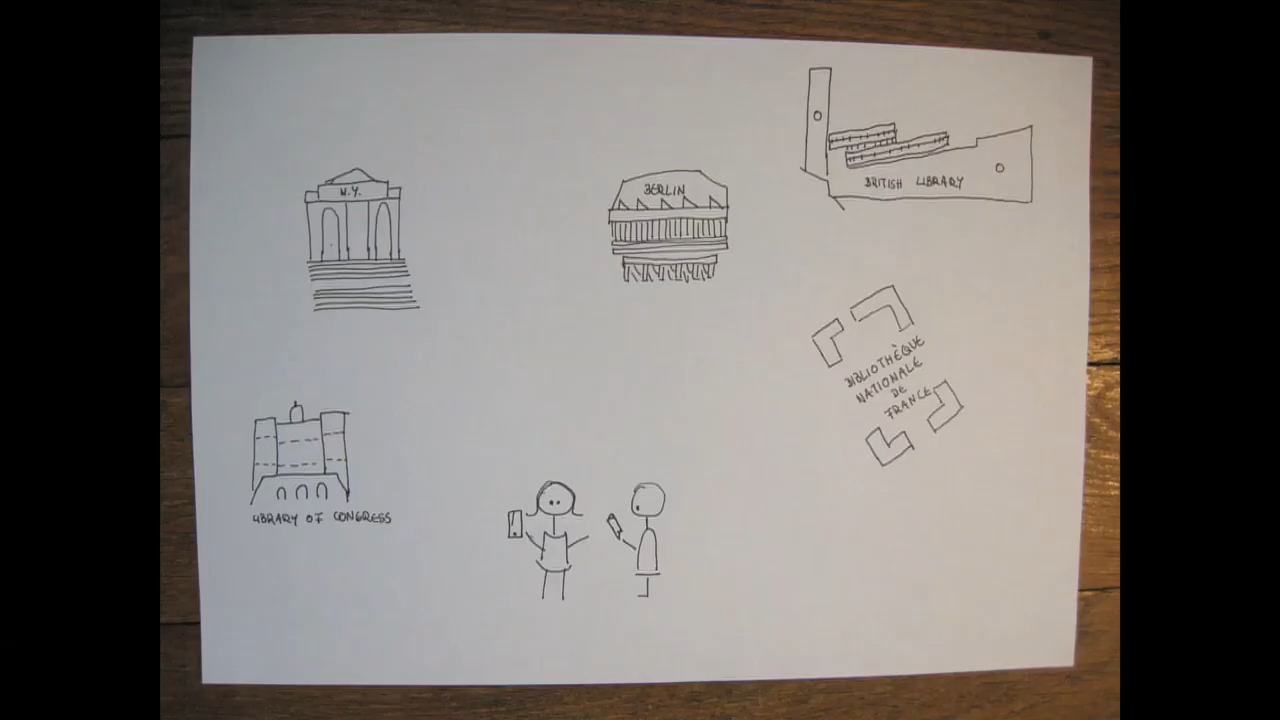 N.Y.
BERLIN
BRITISH LIBRARY
BIBLIOTHÈQUE
NATIONALE
DE
FRANCE
LIBRARY OF CONGRESS